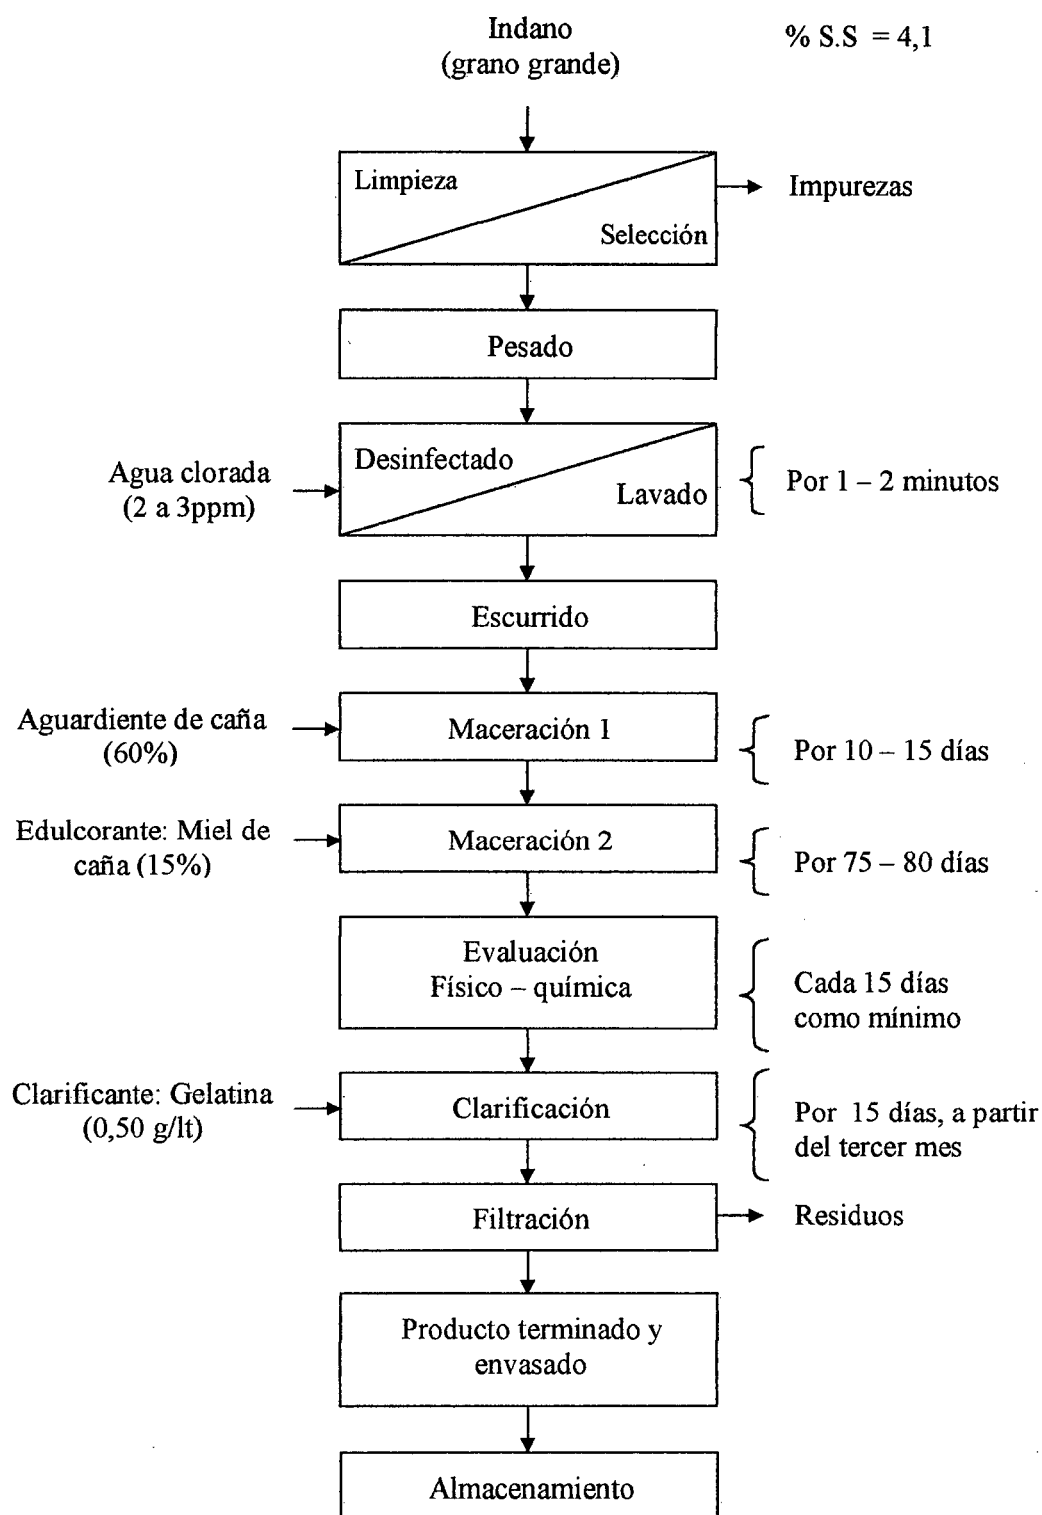 Indano
(grano grande)
% S.S = 4,1
Limpieza
Selección
Impurezas
Pesado
Agua clorada
(2 a 3ppm)
Desinfectado
Lavado
Por 1 – 2 minutos
Escurrido
Aguardiente de caña
(60%)
Maceración 1
Por 10 – 15 días
Edulcorante: Miel de
caña (15%)
Maceración 2
Por 75 – 80 días
Evaluación
Físico – química
Cada 15 días
como mínimo
Clarificante: Gelatina
(0,50 g/lt)
Clarificación
Por 15 días, a partir
del tercer mes
Filtración
Residuos
Producto terminado y
envasado
Almacenamiento